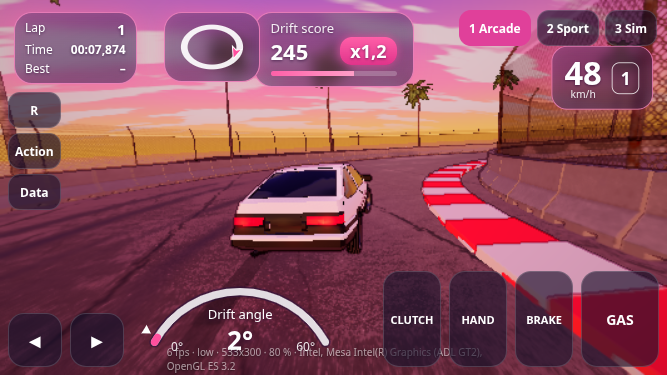 Lap 1
Time 00:07,874
Best –
Drift score
245 x1,2
1 Arcade
2 Sport
3 Sim
48
km/h
1
R
Action
Data
Drift angle
0° 2° 60°
◀ ▶
CLUTCH
HAND
BRAKE
GAS
6 fps · low · 533x300 · 80 % · Intel, Mesa Intel(R) Graphics (ADL GT2),
OpenGL ES 3.2